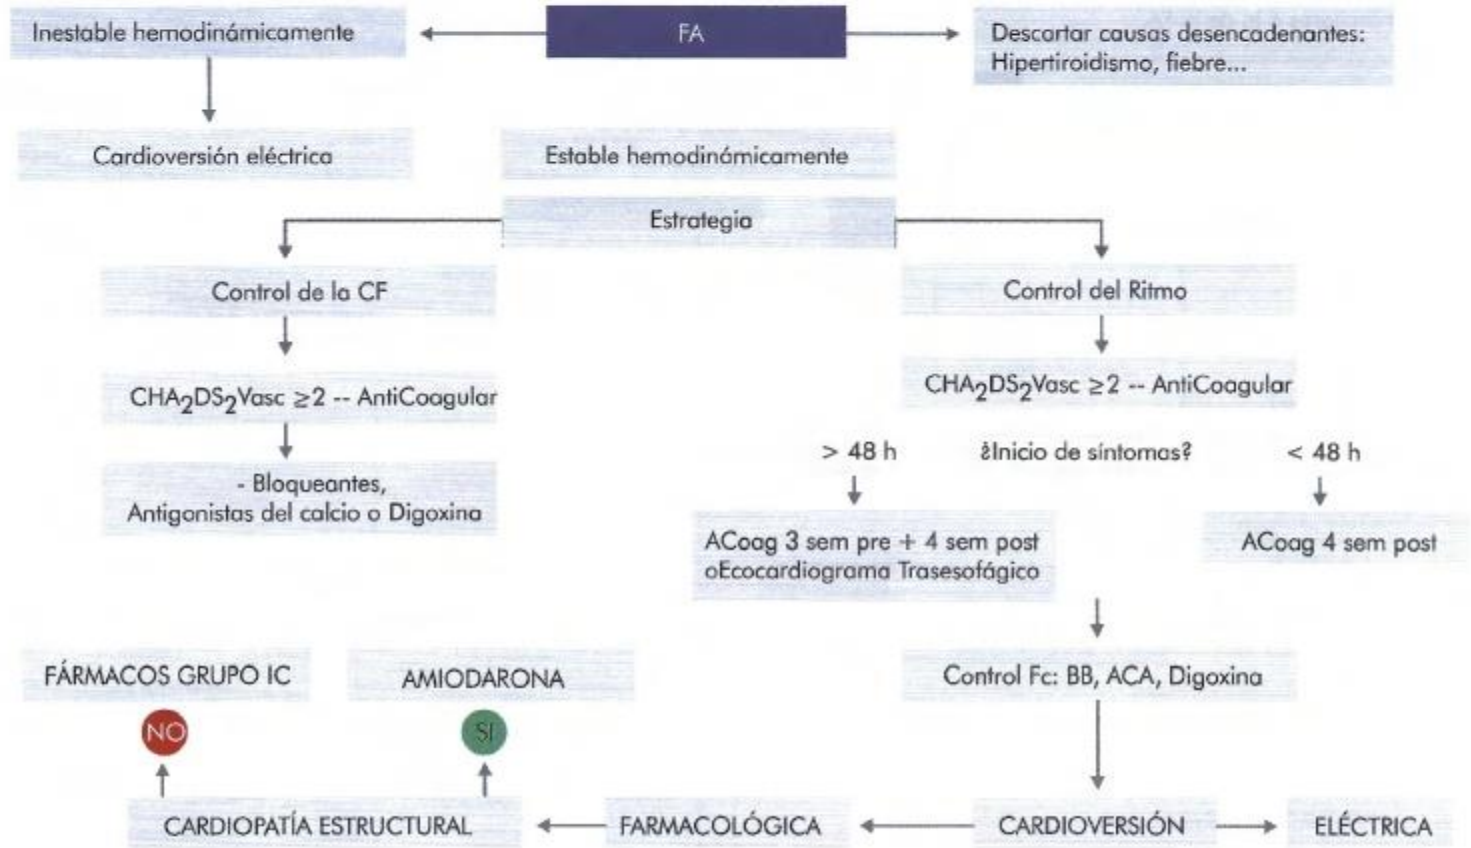 Inestable hemodinámicamente
FA
Descartar causas desencadenantes:
Hipertiroidismo, fiebre...
Cardioversión eléctrica
Estable hemodinámicamente
Estrategia
Control de la CF
Control del Ritmo
CHA₂DS₂Vasc ≥2 -- AntiCoagular
CHA₂DS₂Vasc ≥2 -- AntiCoagular
> 48 h
¿Inicio de síntomas?
< 48 h
- Bloqueantes,
Antigonistas del calcio o Digoxina
ACoag 3 sem pre + 4 sem post
oEcocardiograma Trasesofágico
ACoag 4 sem post
FÁRMACOS GRUPO IC
AMIODARONA
Control Fc: BB, ACA, Digoxina
NO
SI
CARDIOPATÍA ESTRUCTURAL
FARMACOLÓGICA
CARDIOVERSIÓN
ELÉCTRICA